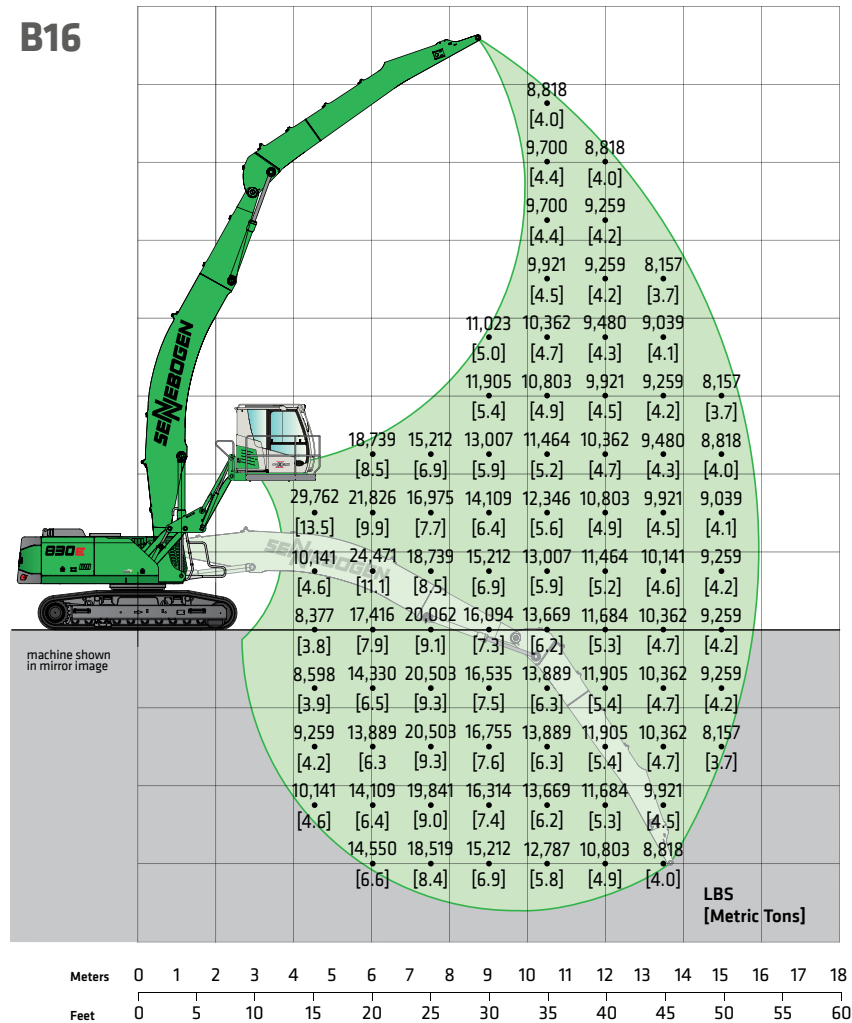 B16
8,818
[4.0]
9,700 8,818
[4.4] [4.0]
9,700 9,259
[4.4] [4.2]
9,921 9,259 8,157
[4.5] [4.2] [3.7]
11,023 10,362 9,480 9,039
[5.0] [4.7] [4.3] [4.1]
11,905 10,803 9,921 9,259 8,157
[5.4] [4.9] [4.5] [4.2] [3.7]
SENNEBOGEN
18,739 15,212 13,007 11,464 10,362 9,480 8,818
[8.5] [6.9] [5.9] [5.2] [4.7] [4.3] [4.0]
29,762 21,826 16,975 14,109 12,346 10,803 9,921 9,039
[13.5] [9.9] [7.7] [6.4] [5.6] [4.9] [4.5] [4.1]
830E
SENNEBOGEN
10,141 24,471 18,739 15,212 13,007 11,464 10,141 9,259
[4.6] [11.1] [8.5] [6.9] [5.9] [5.2] [4.6] [4.2]
8,377 17,416 20,062 16,094 13,669 11,684 10,362 9,259
[3.8] [7.9] [9.1] [7.3] [6.2] [5.3] [4.7] [4.2]
machine shown
in mirror image
8,598 14,330 20,503 16,535 13,889 11,905 10,362 9,259
[3.9] [6.5] [9.3] [7.5] [6.3] [5.4] [4.7] [4.2]
9,259 13,889 20,503 16,755 13,889 11,905 10,362 8,157
[4.2] [6.3 [9.3] [7.6] [6.3] [5.4] [4.7] [3.7]
10,141 14,109 19,841 16,314 13,669 11,684 9,921
[4.6] [6.4] [9.0] [7.4] [6.2] [5.3] [4.5]
14,550 18,519 15,212 12,787 10,803 8,818
[6.6] [8.4] [6.9] [5.8] [4.9] [4.0]
LBS
[Metric Tons]
Meters 0 1 2 3 4 5 6 7 8 9 10 11 12 13 14 15 16 17 18
Feet 0 5 10 15 20 25 30 35 40 45 50 55 60